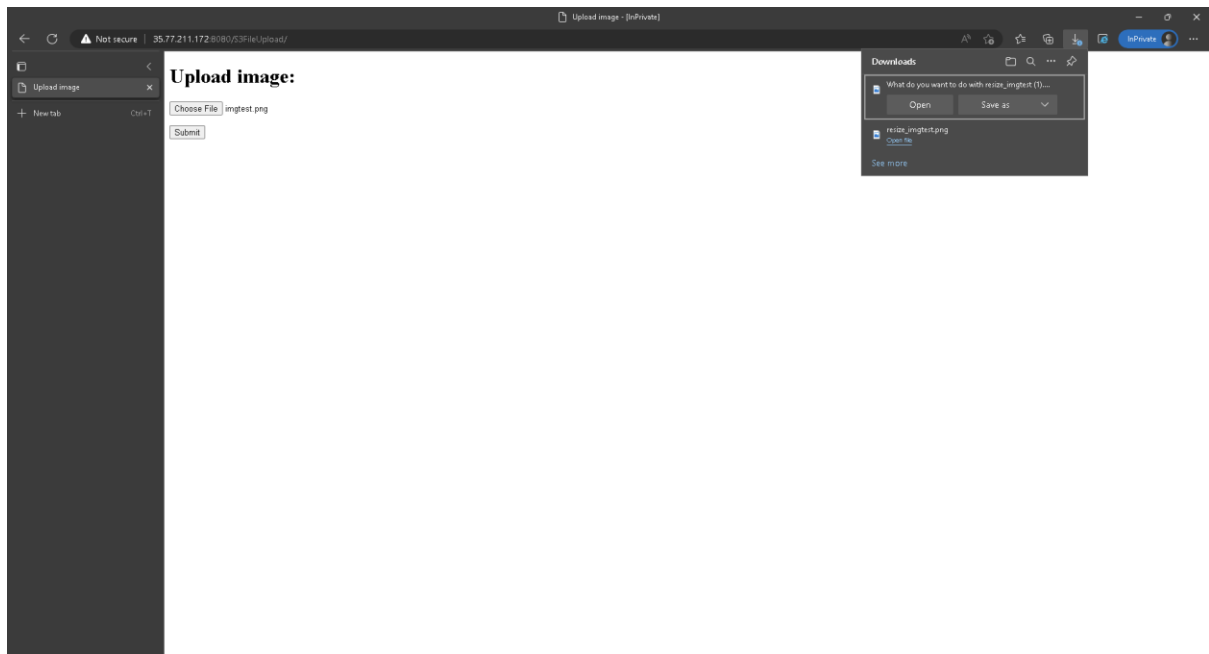 Upload image - [InPrivate]
Not secure | 35.77.211.172:8080/S3FileUpload/
InPrivate
Upload image
New tab Ctrl+T
Upload image:
Choose File imgtest.png
Submit
Downloads
What do you want to do with resize_imgtest (1)....
Open Save as
resize_imgtest.png
Open file
See more